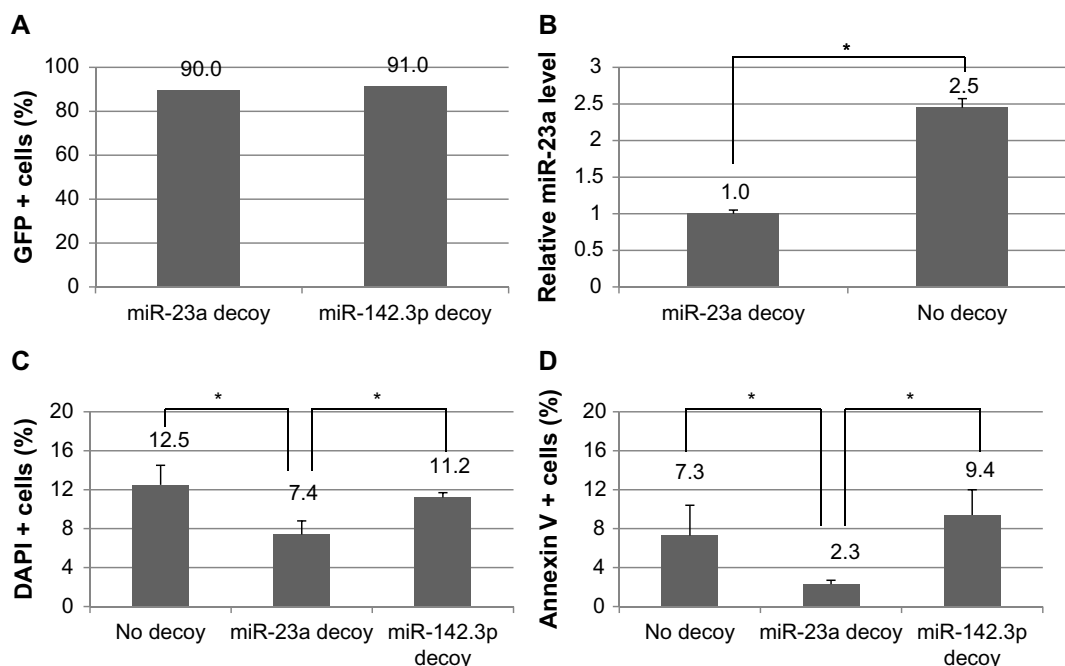 A
GFP + cells (%)
100
80
60
40
20
0
90.0
91.0
miR-23a decoy
miR-142.3p decoy
B
Relative miR-23a level
3
2.5
2
1.5
1
0.5
0
*
1.0
2.5
miR-23a decoy
No decoy
C
DAPI + cells (%)
20
16
12
8
4
0
*
*
12.5
7.4
11.2
No decoy
miR-23a decoy
miR-142.3p
decoy
D
Annexin V + cells (%)
20
16
12
8
4
0
*
*
7.3
2.3
9.4
No decoy
miR-23a decoy
miR-142.3p
decoy